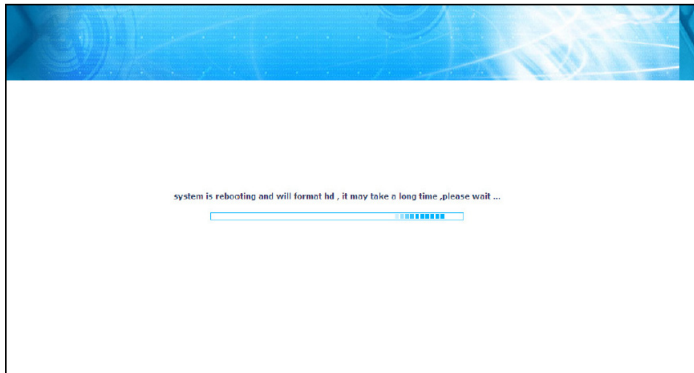 system is rebooting and will format hd , it may take a long time ,please wait ...